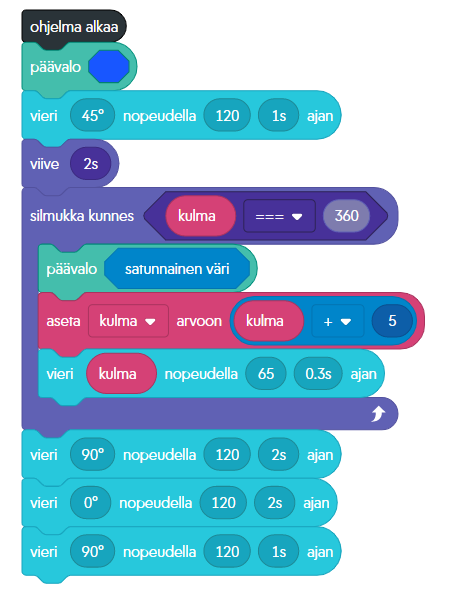 ohjelma alkaa
päävalo
vieri 45° nopeudella 120 1s ajan
viive 2s
silmukka kunnes kulma === 360
päävalo satunnainen väri
aseta kulma arvoon kulma + 5
vieri kulma nopeudella 65 0.3s ajan
vieri 90° nopeudella 120 2s ajan
vieri 0° nopeudella 120 2s ajan
vieri 90° nopeudella 120 1s ajan